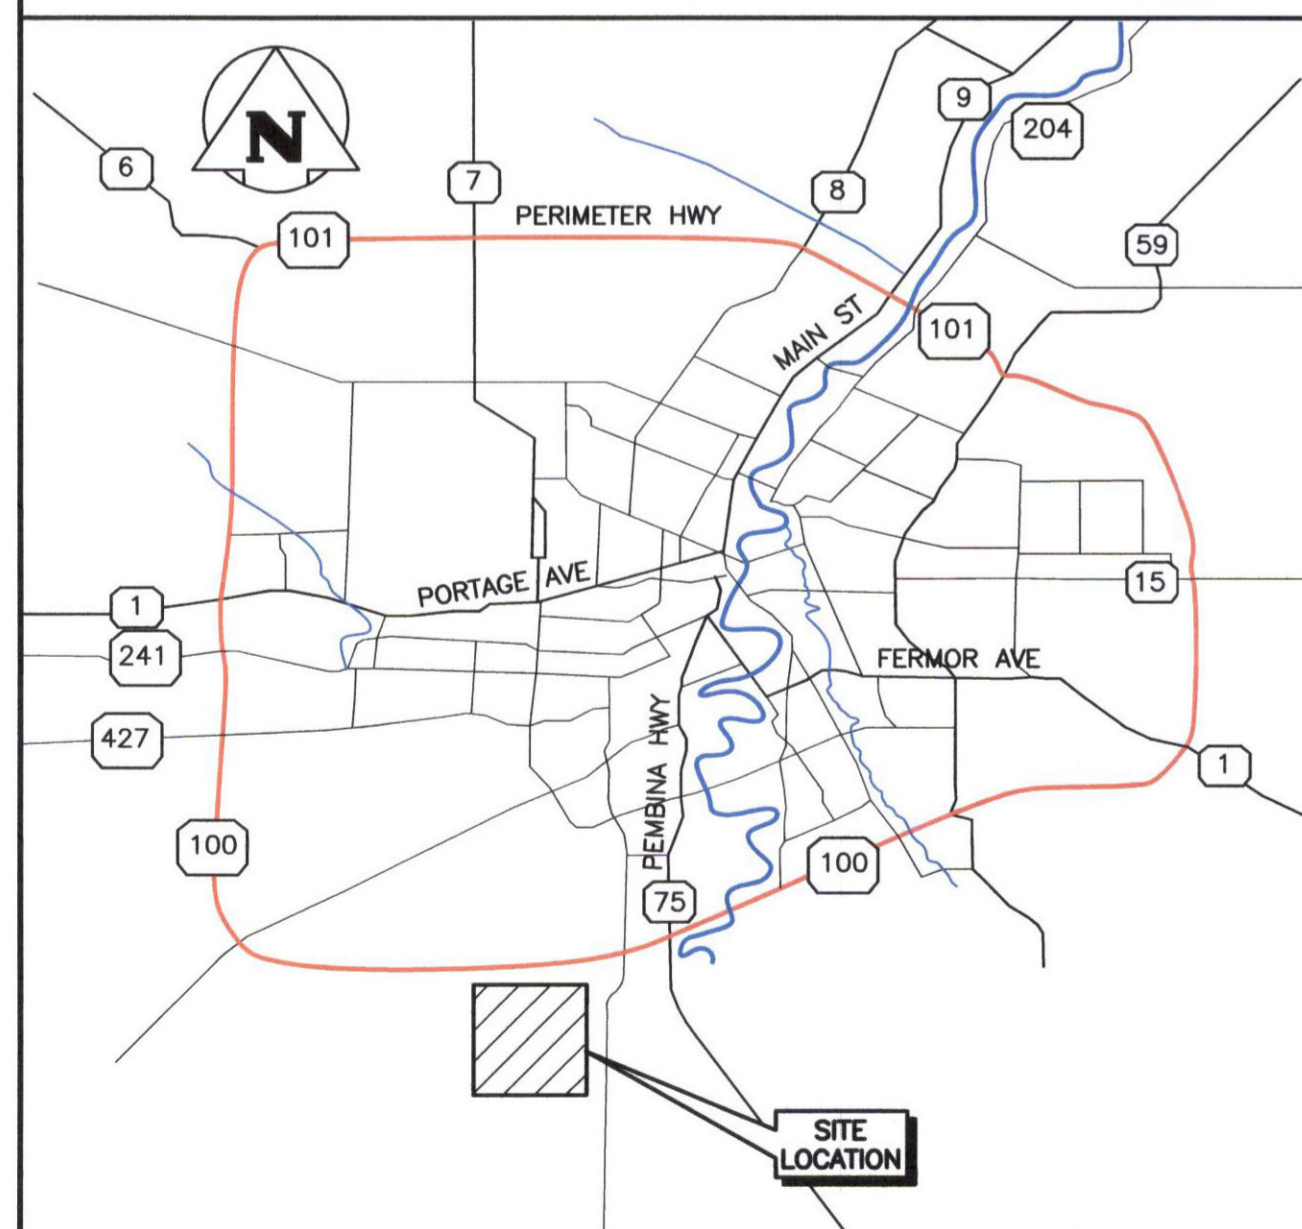 9
204
N
6
7
8
PERIMETER HWY
101
59
MAIN ST
101
PORTAGE AVE
15
1
241
FERMOR AVE
427
PEMBINA HWY
1
100
100
75
SITE
LOCATION